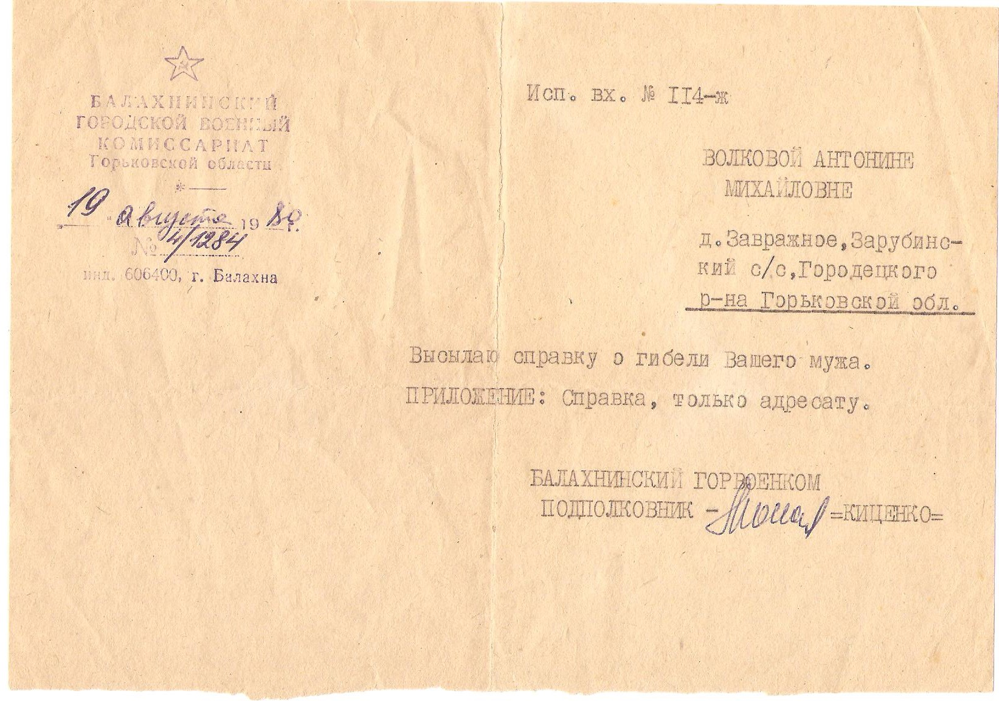 БАЛАХНИНСКИЙ
ГОРОДСКОЙ ВОЕННЫЙ
КОМИССАРИАТ
Горьковской области
19 августа 1980 г.
№ 4/1284
инд. 606400, г. Балахна
Исп. вх. № II4-ж
ВОЛКОВОЙ АНТОНИНЕ
МИХАЙЛОВНЕ
д.Завражное,Зарубинс-
кий с/с,Городецкого
р-на Горьковской обл.
Высылаю справку о гибели Вашего мужа.
ПРИЛОЖЕНИЕ: Справка, только адресату.
БАЛАХНИНСКИЙ ГОРВОЕНКОМ
ПОДПОЛКОВНИК - =КИЦЕНКО=